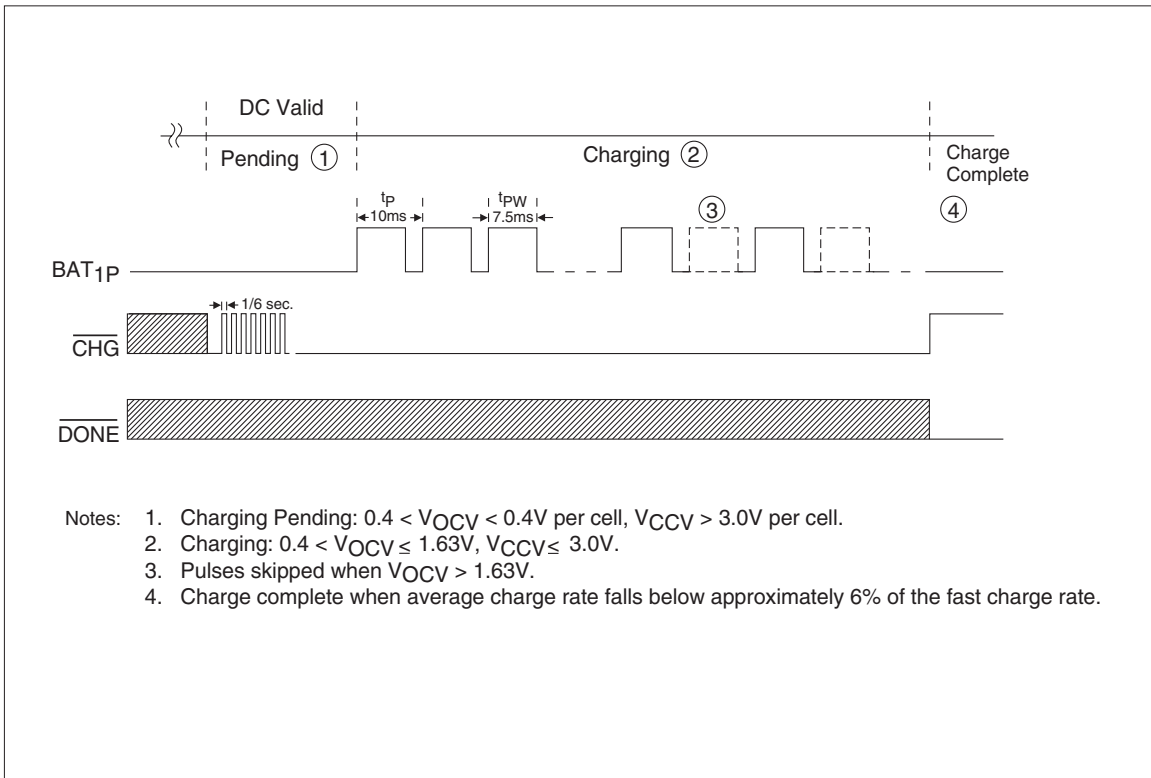 DC Valid
Pending ① Charging ② Charge Complete
tP tPW ③ ④
10ms 7.5ms
BAT1P
1/6 sec.
CHG
DONE
Notes: 1. Charging Pending: 0.4 < VOCV < 0.4V per cell, VCCV > 3.0V per cell.
2. Charging: 0.4 < VOCV ≤ 1.63V, VCCV ≤ 3.0V.
3. Pulses skipped when VOCV > 1.63V.
4. Charge complete when average charge rate falls below approximately 6% of the fast charge rate.